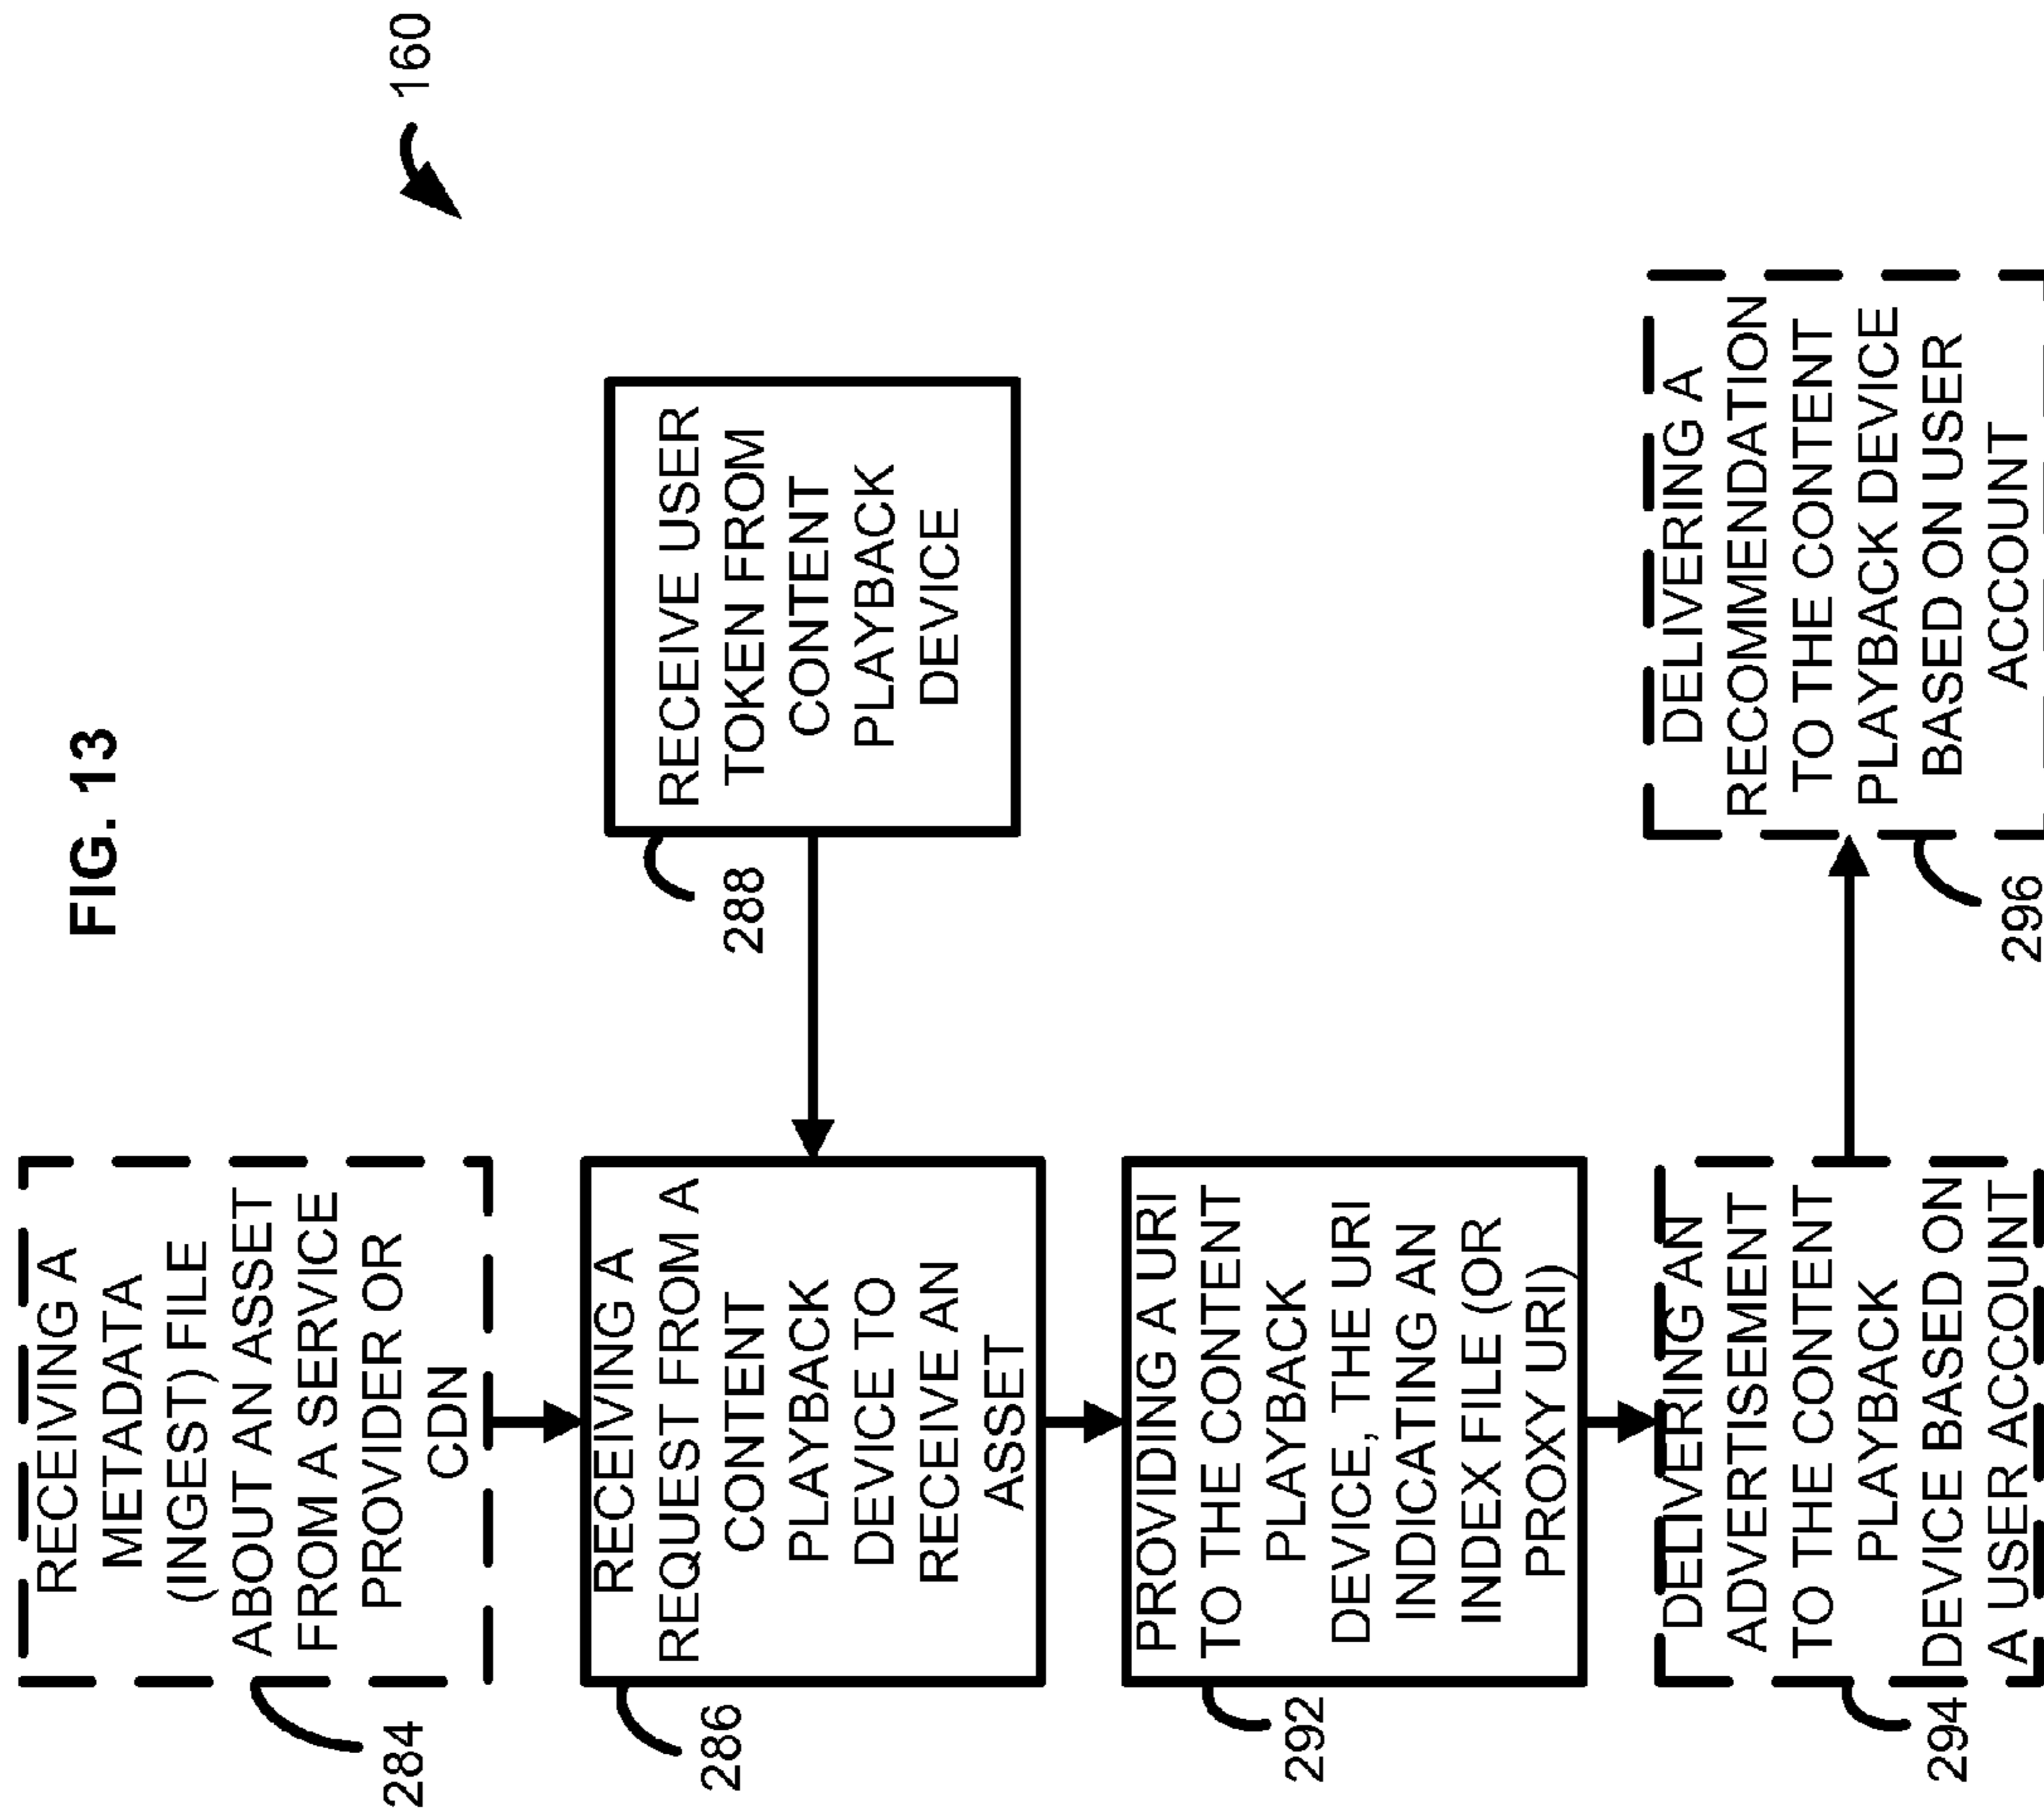 FIG. 13
160
RECEIVING A
METADATA
(INGEST) FILE
ABOUT AN ASSET
FROM A SERVICE
PROVIDER OR
CDN
284
RECEIVING A
REQUEST FROM A
CONTENT
PLAYBACK
DEVICE TO
RECEIVE AN
ASSET
286
RECEIVE USER
TOKEN FROM
CONTENT
PLAYBACK
DEVICE
288
PROVIDING A URI
TO THE CONTENT
PLAYBACK
DEVICE, THE URI
INDICATING AN
INDEX FILE (OR
PROXY URI)
292
DELIVERING AN
ADVERTISEMENT
TO THE CONTENT
PLAYBACK
DEVICE BASED ON
A USER ACCOUNT
294
DELIVERING A
RECOMMENDATION
TO THE CONTENT
PLAYBACK DEVICE
BASED ON USER
ACCOUNT
296